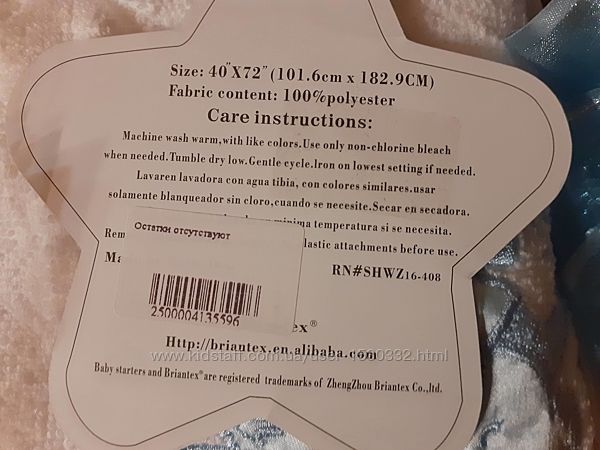 Size: 40"X72"(101.6cm x 182.9CM)
Fabric content: 100%polyester
Care instructions:
Machine wash warm,with like colors.Use only non-chlorine bleach
when needed.Tumble dry low.Gentle cycle.Iron on lowest setting if needed.
Lavaren lavadora con agua tibia, con colores similares.usar
solamente blanqueador sin cloro,cuando se necesite.Secar en secadora.
minima temperatura si se necesita.
Остатки отсутствуют
Rem lastic attachments before use.
Ma RN#SHWZ16-408
2500004135596
ex®
Http://briantex.en.alibaba.com
www.kidstaff.com.ua
Baby starters and Briantex®are registered trademarks of ZhengZhou Briantex Co.,ltd.